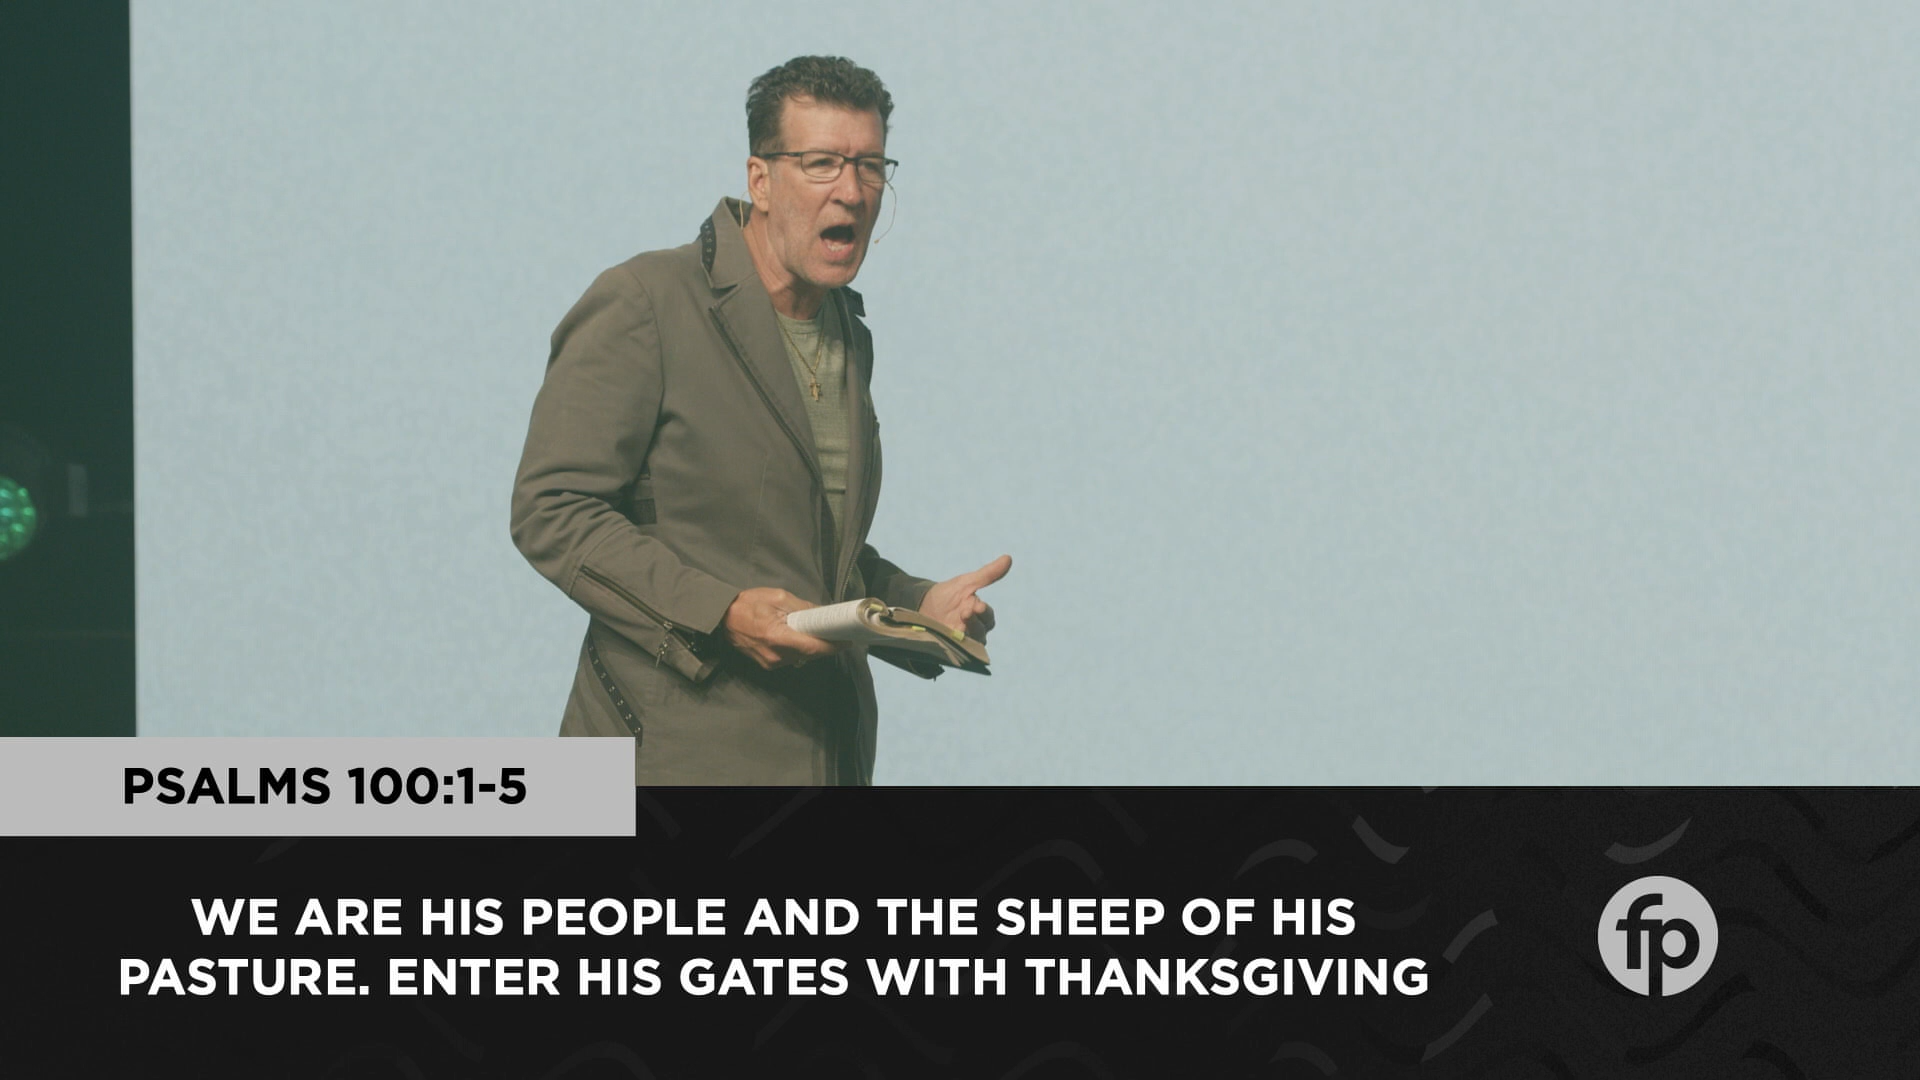 PSALMS 100:1-5
WE ARE HIS PEOPLE AND THE SHEEP OF HIS
PASTURE. ENTER HIS GATES WITH THANKSGIVING
fp